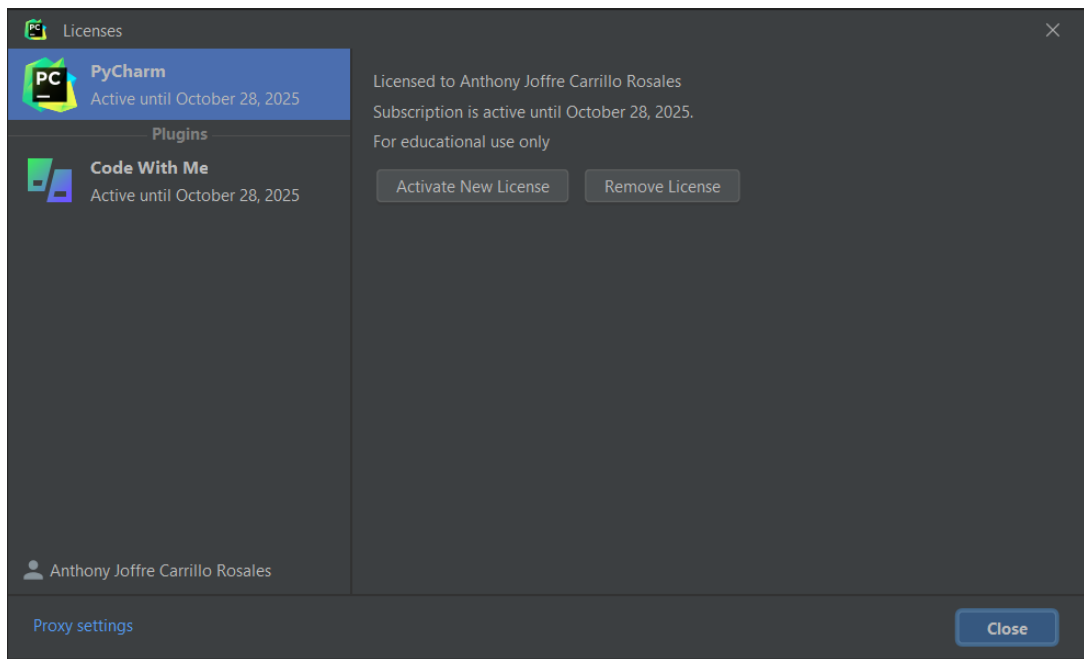 PC
Licenses
PC
PyCharm
Active until October 28, 2025
Plugins
Code With Me
Active until October 28, 2025
Anthony Joffre Carrillo Rosales
Licensed to Anthony Joffre Carrillo Rosales
Subscription is active until October 28, 2025.
For educational use only
Activate New License
Remove License
Proxy settings
Close